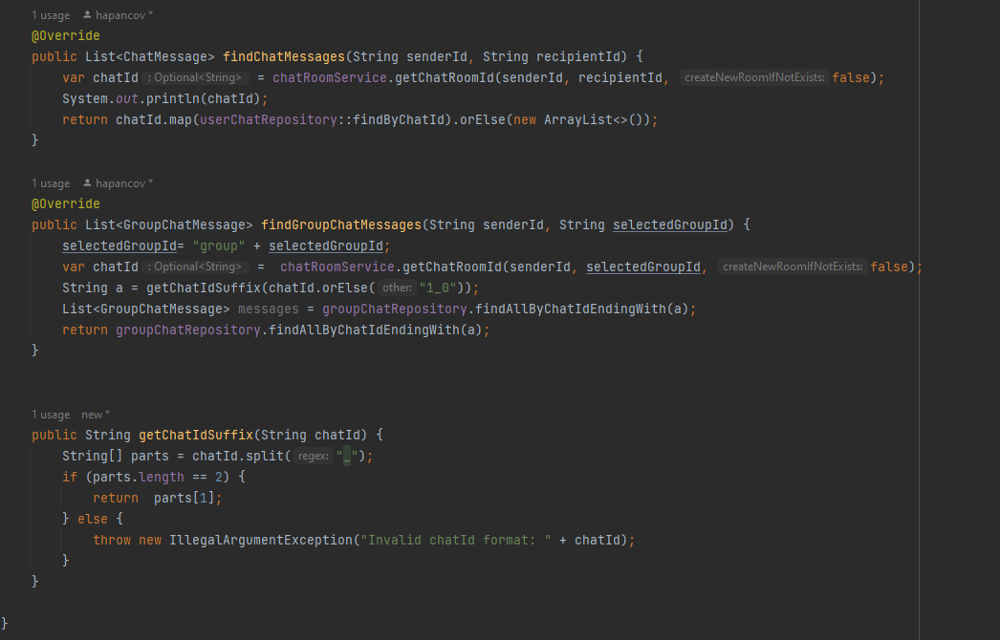 1 usage hapancov *
@Override
public List<ChatMessage> findChatMessages(String senderId, String recipientId) {
var chatId : Optional<String> = chatRoomService.getChatRoomId(senderId, recipientId, createNewRoomIfNotExists: false);
System.out.println(chatId);
return chatId.map(userChatRepository::findByChatId).orElse(new ArrayList<>());
}
1 usage hapancov *
@Override
public List<GroupChatMessage> findGroupChatMessages(String senderId, String selectedGroupId) {
selectedGroupId= "group" + selectedGroupId;
var chatId : Optional<String> = chatRoomService.getChatRoomId(senderId, selectedGroupId, createNewRoomIfNotExists: false);
String a = getChatIdSuffix(chatId.orElse( other: "1_0"));
List<GroupChatMessage> messages = groupChatRepository.findAllByChatIdEndingWith(a);
return groupChatRepository.findAllByChatIdEndingWith(a);
}
1 usage new *
public String getChatIdSuffix(String chatId) {
String[] parts = chatId.split( regex: "_");
if (parts.length == 2) {
return parts[1];
} else {
throw new IllegalArgumentException("Invalid chatId format: " + chatId);
}
}
}